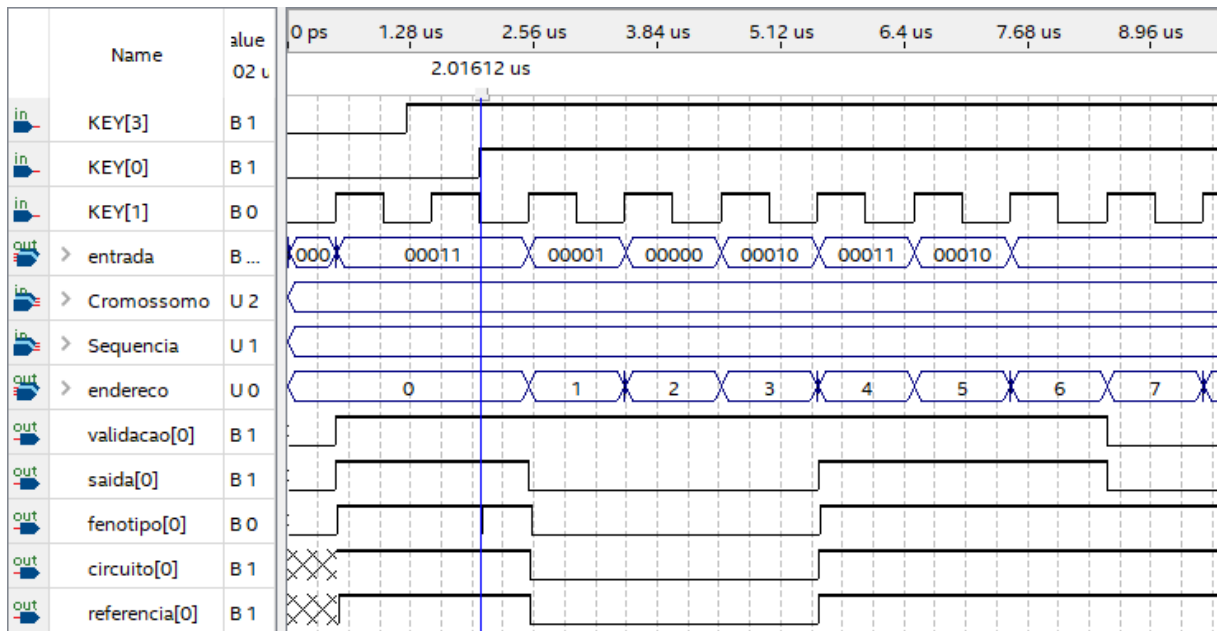 Name alue 02 u 0 ps 1.28 us 2.56 us 3.84 us 5.12 us 6.4 us 7.68 us 8.96 us
2.01612 us
in KEY[3] B 1
in KEY[0] B 1
in KEY[1] B 0
out > entrada B ... 000 00011 00001 00000 00010 00011 00010
in > Cromossomo U 2
in > Sequencia U 1
out > endereco U 0 0 1 2 3 4 5 6 7
out validacao[0] B 1
out saida[0] B 1
out fenotipo[0] B 0
out circuito[0] B 1
out referencia[0] B 1